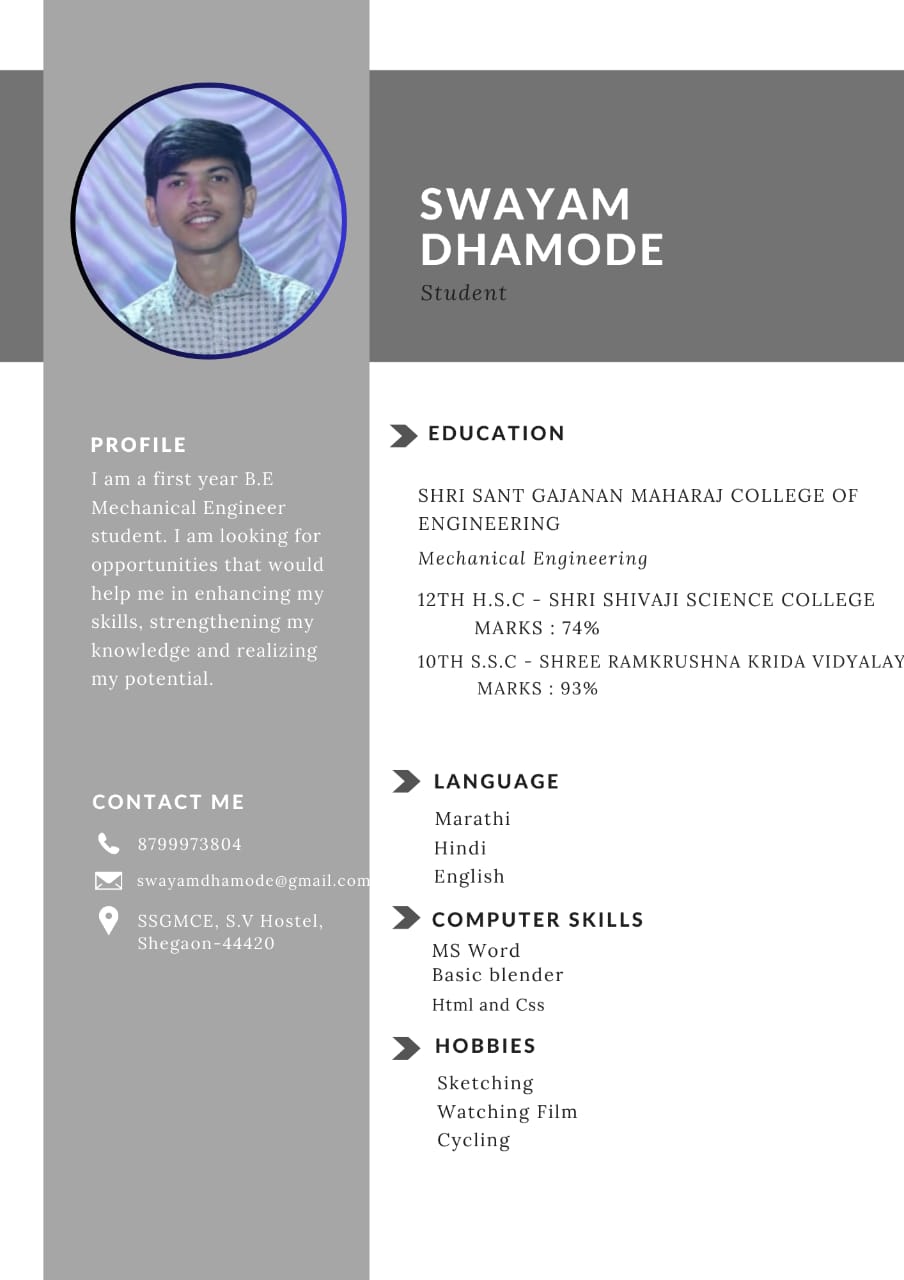 SWAYAM
DHAMODE
Student
PROFILE
I am a first year B.E
Mechanical Engineer
student. I am looking for
opportunities that would
help me in enhancing my
skills, strengthening my
knowledge and realizing
my potential.
CONTACT ME
8799973804
swayamdhamode@gmail.com
SSGMCE, S.V Hostel,
Shegaon-44420
EDUCATION
SHRI SANT GAJANAN MAHARAJ COLLEGE OF
ENGINEERING
Mechanical Engineering
12TH H.S.C - SHRI SHIVAJI SCIENCE COLLEGE
MARKS : 74%
10TH S.S.C - SHREE RAMKRUSHNA KRIDA VIDYALAY
MARKS : 93%
LANGUAGE
Marathi
Hindi
English
COMPUTER SKILLS
MS Word
Basic blender
Html and Css
HOBBIES
Sketching
Watching Film
Cycling